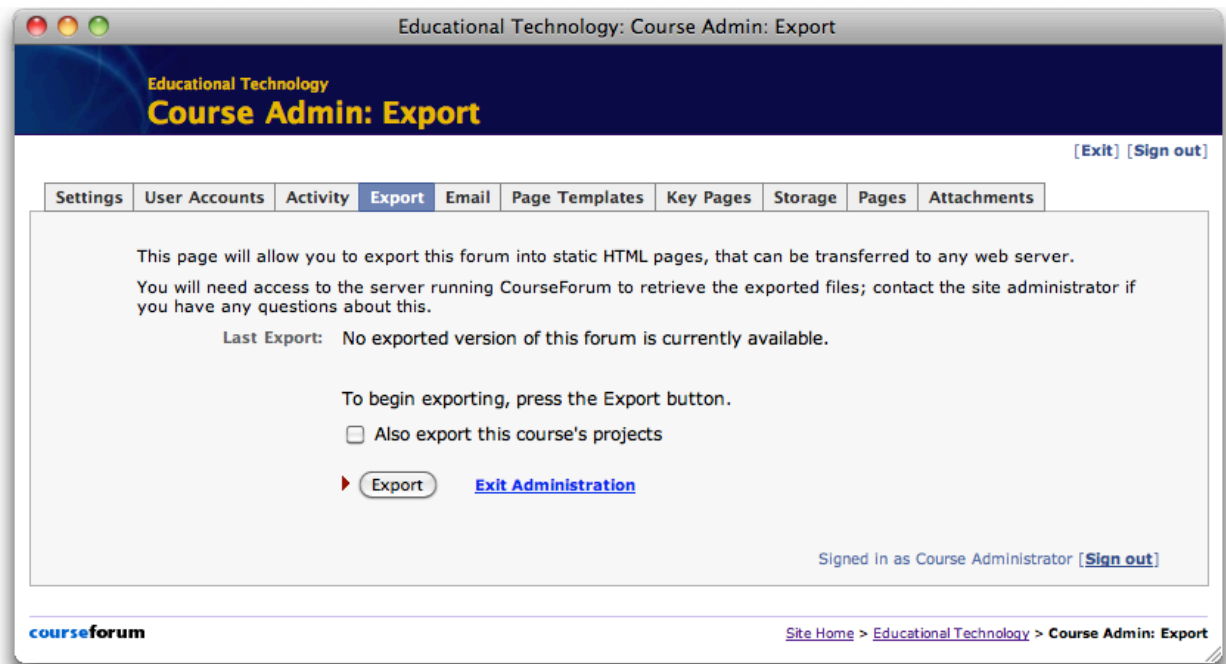 Educational Technology: Course Admin: Export
Educational Technology
Course Admin: Export
[Exit] [Sign out]
Settings User Accounts Activity Export Email Page Templates Key Pages Storage Pages Attachments
This page will allow you to export this forum into static HTML pages, that can be transferred to any web server.
You will need access to the server running CourseForum to retrieve the exported files; contact the site administrator if
you have any questions about this.
Last Export: No exported version of this forum is currently available.
To begin exporting, press the Export button.
Also export this course's projects
Export Exit Administration
Signed in as Course Administrator [Sign out]
courseforum Site Home > Educational Technology > Course Admin: Export